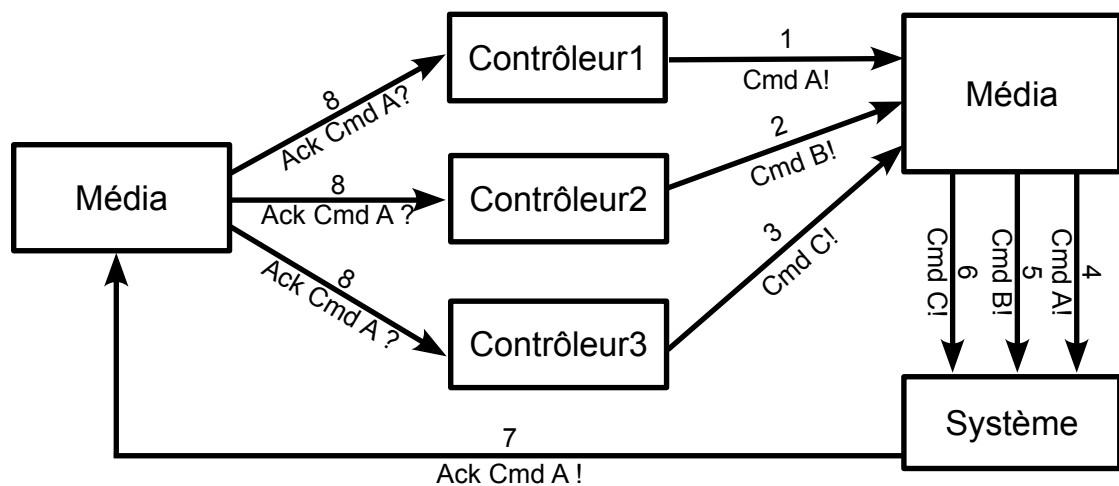 Contrôleur1
1
Cmd A!
Média
8
Ack Cmd A?
Média
8
Ack Cmd A ?
Contrôleur2
2
Cmd B!
8
Ack Cmd A ?
Contrôleur3
3
Cmd C!
6
Cmd C!
5
Cmd B!
4
Cmd A!
Système
7
Ack Cmd A !